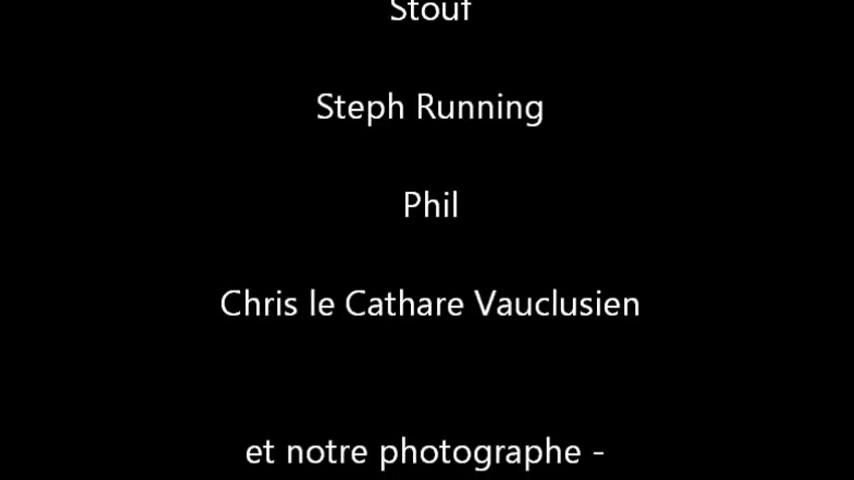 Stouf
Steph Running
Phil
Chris le Cathare Vauclusien
et notre photographe -